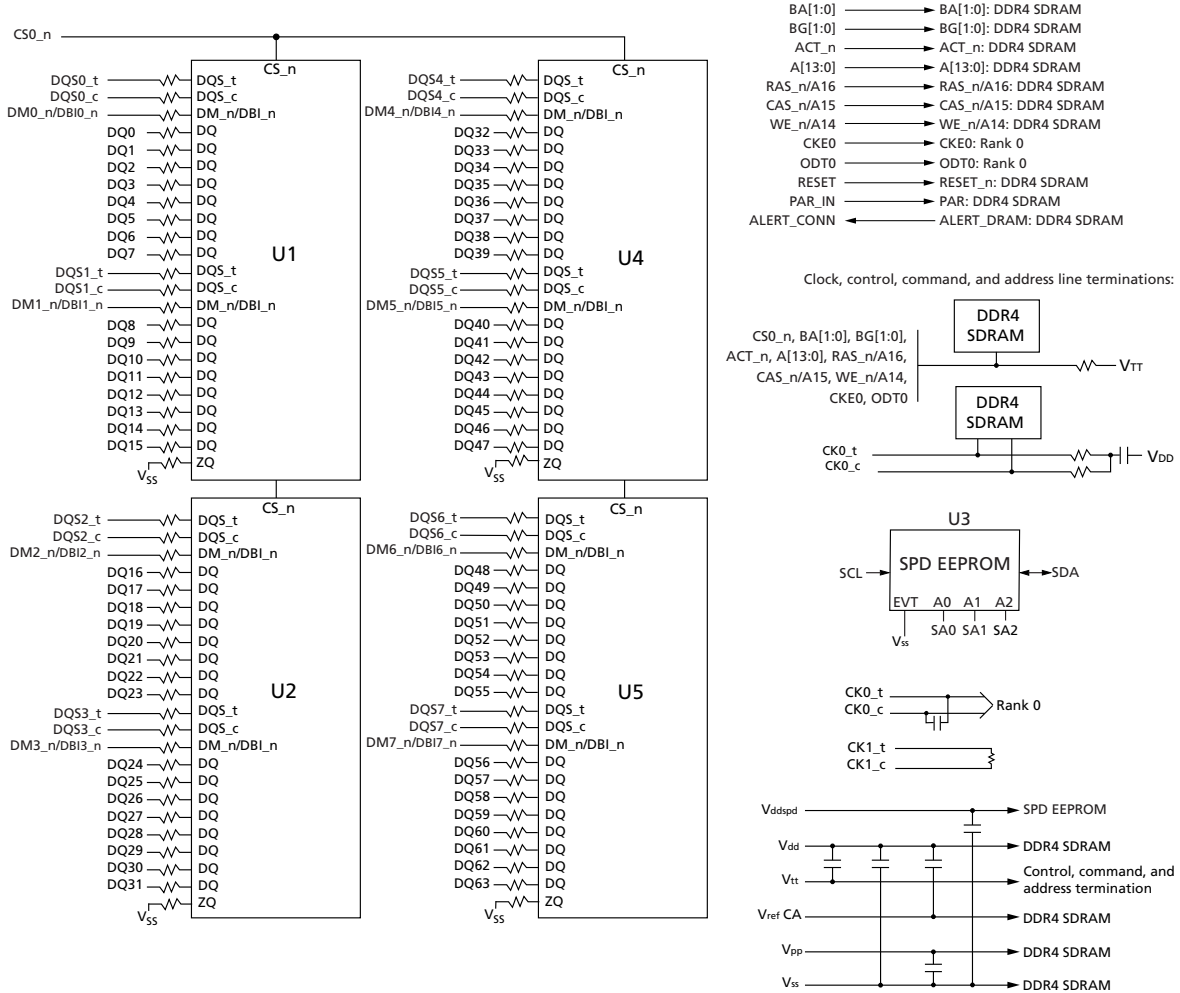 CS0_n
CS_n
DQS0_t DQS_t
DQS0_c DQS_c
DM0_n/DBI0_n DM_n/DBI_n
DQ0 DQ
DQ1 DQ
DQ2 DQ
DQ3 DQ
DQ4 DQ
DQ5 DQ
DQ6 DQ
DQ7 DQ
DQS1_t DQS_t
DQS1_c DQS_c
DM1_n/DBI1_n DM_n/DBI_n
DQ8 DQ
DQ9 DQ
DQ10 DQ
DQ11 DQ
DQ12 DQ
DQ13 DQ
DQ14 DQ
DQ15 DQ
VSS ZQ
U1
CS_n
DQS2_t DQS_t
DQS2_c DQS_c
DM2_n/DBI2_n DM_n/DBI_n
DQ16 DQ
DQ17 DQ
DQ18 DQ
DQ19 DQ
DQ20 DQ
DQ21 DQ
DQ22 DQ
DQ23 DQ
DQS3_t DQS_t
DQS3_c DQS_c
DM3_n/DBI3_n DM_n/DBI_n
DQ24 DQ
DQ25 DQ
DQ26 DQ
DQ27 DQ
DQ28 DQ
DQ29 DQ
DQ30 DQ
DQ31 DQ
VSS ZQ
U2
CS_n
DQS4_t DQS_t
DQS4_c DQS_c
DM4_n/DBI4_n DM_n/DBI_n
DQ32 DQ
DQ33 DQ
DQ34 DQ
DQ35 DQ
DQ36 DQ
DQ37 DQ
DQ38 DQ
DQ39 DQ
DQS5_t DQS_t
DQS5_c DQS_c
DM5_n/DBI5_n DM_n/DBI_n
DQ40 DQ
DQ41 DQ
DQ42 DQ
DQ43 DQ
DQ44 DQ
DQ45 DQ
DQ46 DQ
DQ47 DQ
VSS ZQ
U4
CS_n
DQS6_t DQS_t
DQS6_c DQS_c
DM6_n/DBI6_n DM_n/DBI_n
DQ48 DQ
DQ49 DQ
DQ50 DQ
DQ51 DQ
DQ52 DQ
DQ53 DQ
DQ54 DQ
DQ55 DQ
DQS7_t DQS_t
DQS7_c DQS_c
DM7_n/DBI7_n DM_n/DBI_n
DQ56 DQ
DQ57 DQ
DQ58 DQ
DQ59 DQ
DQ60 DQ
DQ61 DQ
DQ62 DQ
DQ63 DQ
VSS ZQ
U5
BA[1:0] BA[1:0]: DDR4 SDRAM
BG[1:0] BG[1:0]: DDR4 SDRAM
ACT_n ACT_n: DDR4 SDRAM
A[13:0] A[13:0]: DDR4 SDRAM
RAS_n/A16 RAS_n/A16: DDR4 SDRAM
CAS_n/A15 CAS_n/A15: DDR4 SDRAM
WE_n/A14 WE_n/A14: DDR4 SDRAM
CKE0 CKE0: Rank 0
ODT0 ODT0: Rank 0
RESET RESET_n: DDR4 SDRAM
PAR_IN PAR: DDR4 SDRAM
ALERT_CONN ALERT_DRAM: DDR4 SDRAM
Clock, control, command, and address line terminations:
DDR4
SDRAM
CS0_n, BA[1:0], BG[1:0],
ACT_n, A[13:0], RAS_n/A16,
CAS_n/A15, WE_n/A14,
CKE0, ODT0
VTT
DDR4
SDRAM
CK0_t
CK0_c
VDD
U3
SCL SPD EEPROM SDA
EVT A0 A1 A2
Vss SA0 SA1 SA2
CK0_t
CK0_c
Rank 0
CK1_t
CK1_c
Vddspd SPD EEPROM
Vdd DDR4 SDRAM
Vtt Control, command, and
address termination
Vref CA DDR4 SDRAM
Vpp DDR4 SDRAM
Vss DDR4 SDRAM